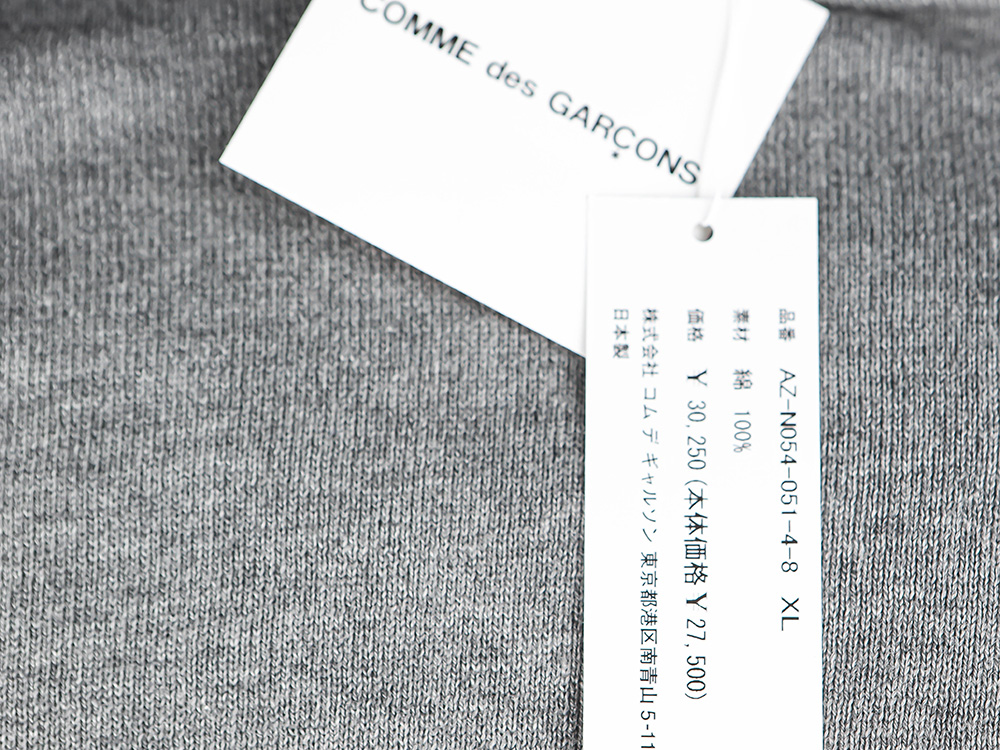 COMME des GARÇONS
品番 AZ-N054-051-4-8 XL
素材 綿 100%
価格 Y 30,250 (本体価格 Y 27,500)
株式会社 コム デ ギャルソン 東京都港区南青山 5-11
日本製